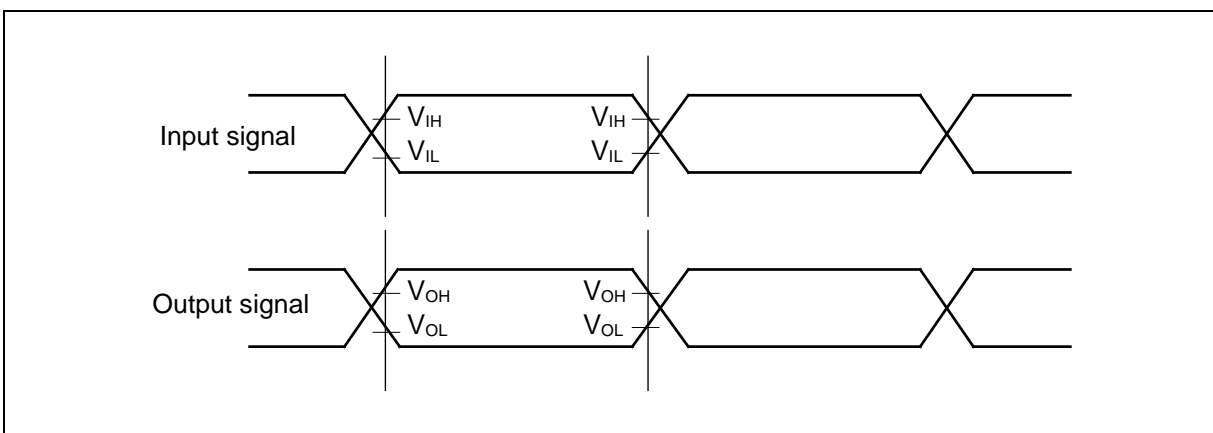 VIH VIH
Input signal
VIL VIL
VOH VOH
Output signal
VOL VOL